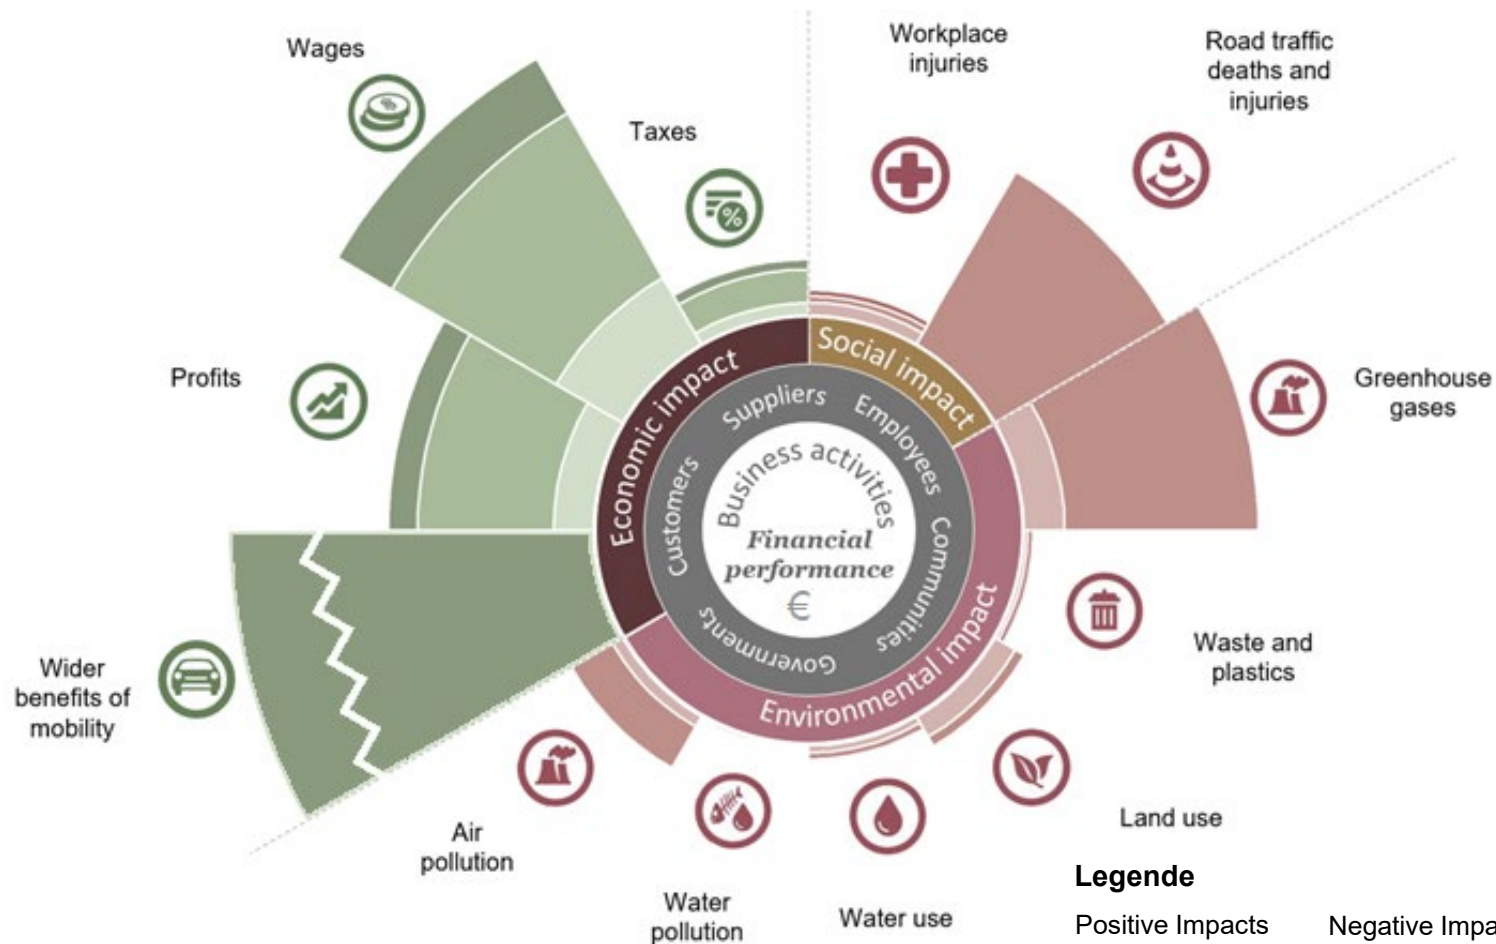 Wages
Taxes
Workplace
injuries
Road traffic
deaths and
injuries
Profits
Greenhouse
gases
Economic impact
Social impact
Environmental impact
Suppliers
Employees
Communities
Governments
Customers
Business activities
Financial
performance
€
%
Wider
benefits of
mobility
Waste and
plastics
Air
pollution
Land use
Water
pollution
Water use
Legende
Positive Impacts
Negative Impa